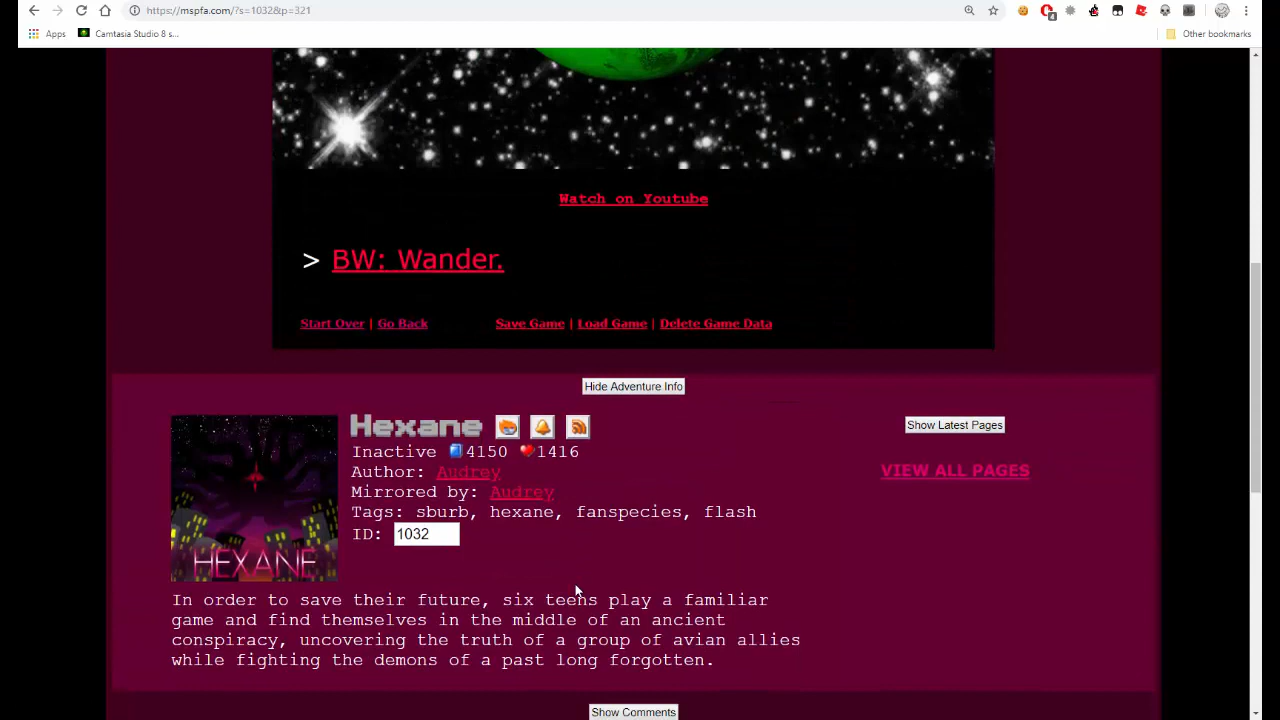 https://mspfa.com/?s=1032&p=321
4
Apps
Camtasia Studio 8 s...
Other bookmarks
Watch on Youtube
> BW: Wander.
Start Over | Go Back
Save Game | Load Game | Delete Game Data
Hide Adventure Info
Hexane
Show Latest Pages
Inactive 4150 1416
Author: Audrey
VIEW ALL PAGES
Mirrored by: Audrey
Tags: sburb, hexane, fanspecies, flash
ID: 1032
HEXANE
In order to save their future, six teens play a familiar
game and find themselves in the middle of an ancient
conspiracy, uncovering the truth of a group of avian allies
while fighting the demons of a past long forgotten.
Show Comments